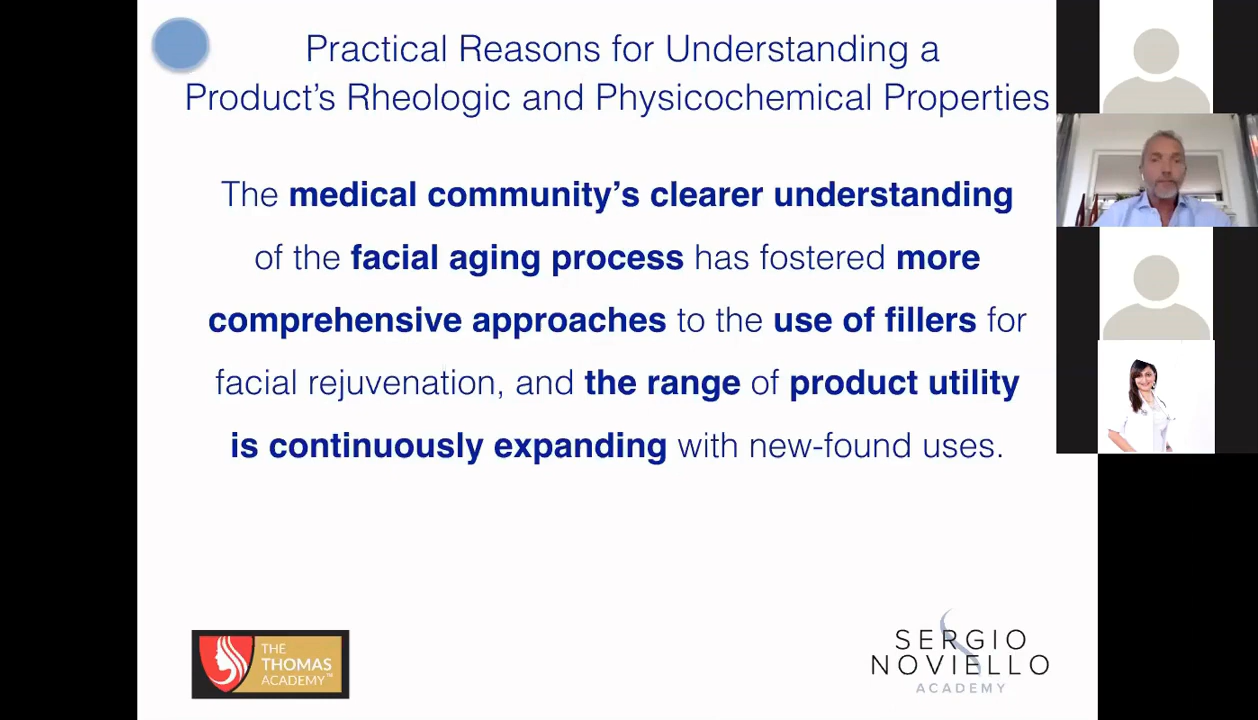 Practical Reasons for Understanding a
Product’s Rheologic and Physicochemical Properties
The medical community’s clearer understanding
of the facial aging process has fostered more
comprehensive approaches to the use of fillers for
facial rejuvenation, and the range of product utility
is continuously expanding with new-found uses.
THE
THOMAS
ACADEMY™
SERGIO
NOVIELLO
ACADEMY